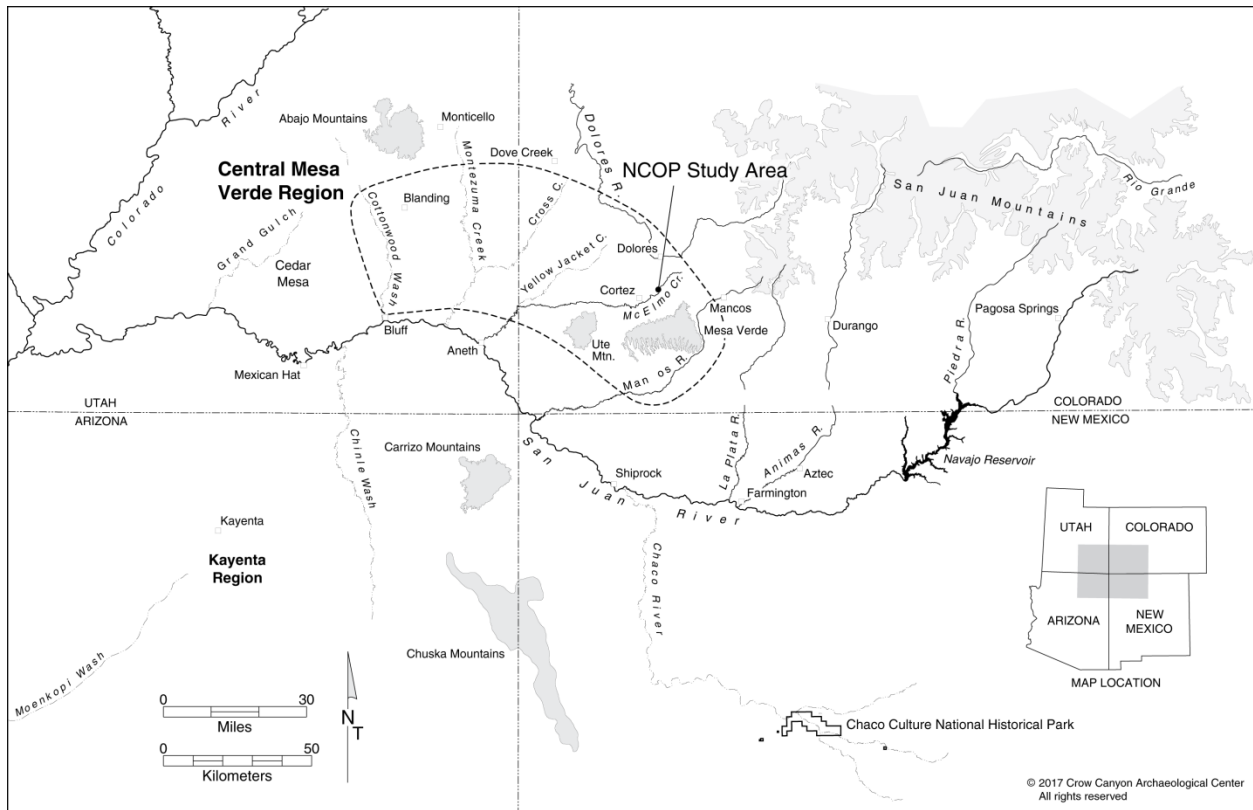 Colorado
River
Abajo Mountains
Monticello
Dove Creek
Dolores R.
NCOP Study Area
Central Mesa
Verde Region
Blanding
Cottonwood Wash
Montezuma Creek
Cross C.
Yellow Jacket C.
Dolores
Grand Gulch
Cedar
Mesa
Cortez
McElmo Cr.
Mancos
Mesa Verde
Ute
Mtn.
Man os R.
Bluff
Aneth
Mexican Hat
San Juan Mountains
Rio Grande
Durango
Pagosa Springs
Piedra R.
UTAH
ARIZONA
COLORADO
NEW MEXICO
Navajo Reservoir
Chinle Wash
Carrizo Mountains
San Juan River
Shiprock
La Plata R.
Animas R.
Aztec
Farmington
Kayenta
Kayenta
Region
Chaco River
Chuska Mountains
Moenkopi Wash
UTAH
COLORADO
ARIZONA
NEW
MEXICO
MAP LOCATION
0 30
Miles
0 50
Kilometers
N
T
Chaco Culture National Historical Park
© 2017 Crow Canyon Archaeological Center
All rights reserved